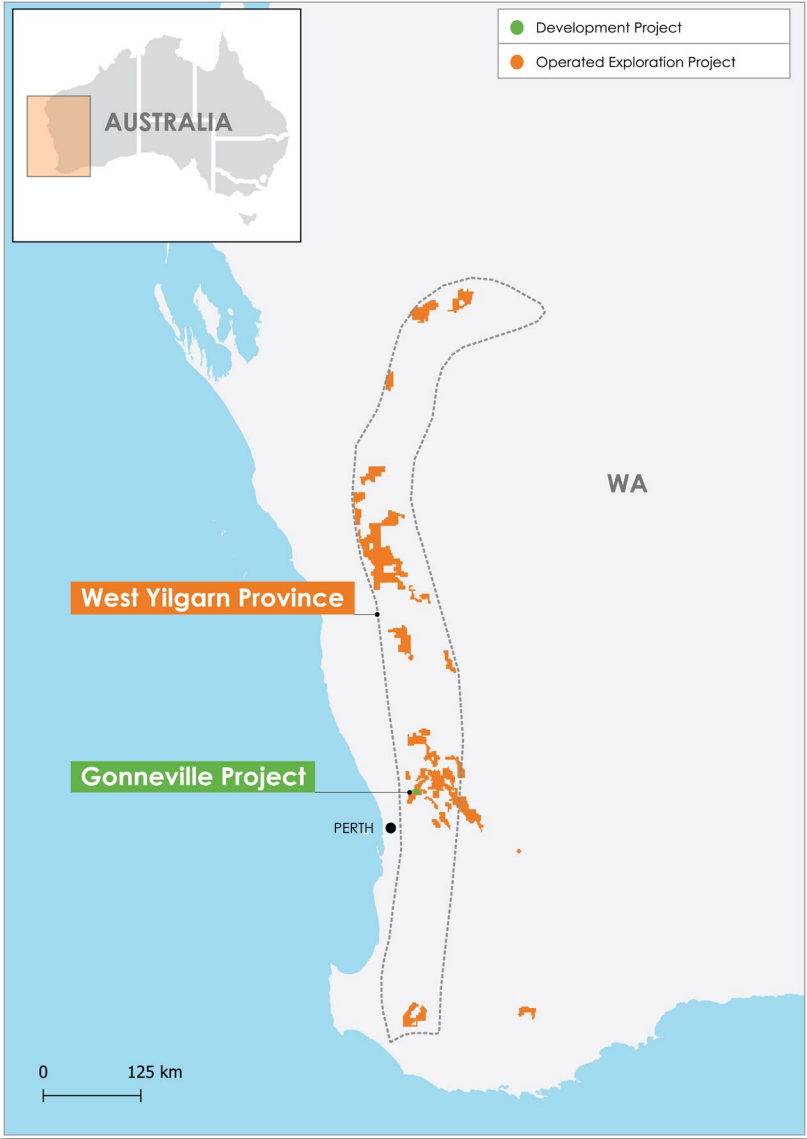 AUSTRALIA
Development Project
Operated Exploration Project
WA
West Yilgarn Province
Gonneville Project
PERTH
0 125 km